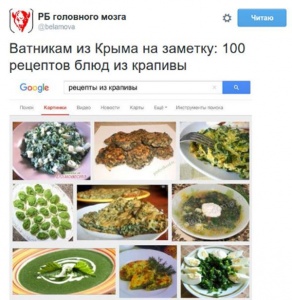 РБ головного мозга
@belamova
Читаю
Ватникам из Крыма на заметку: 100
рецептов блюд из крапивы
Google
рецепты из крапивы
Поиск Картинки Видео Новости Карты Ещё Инструменты поиска